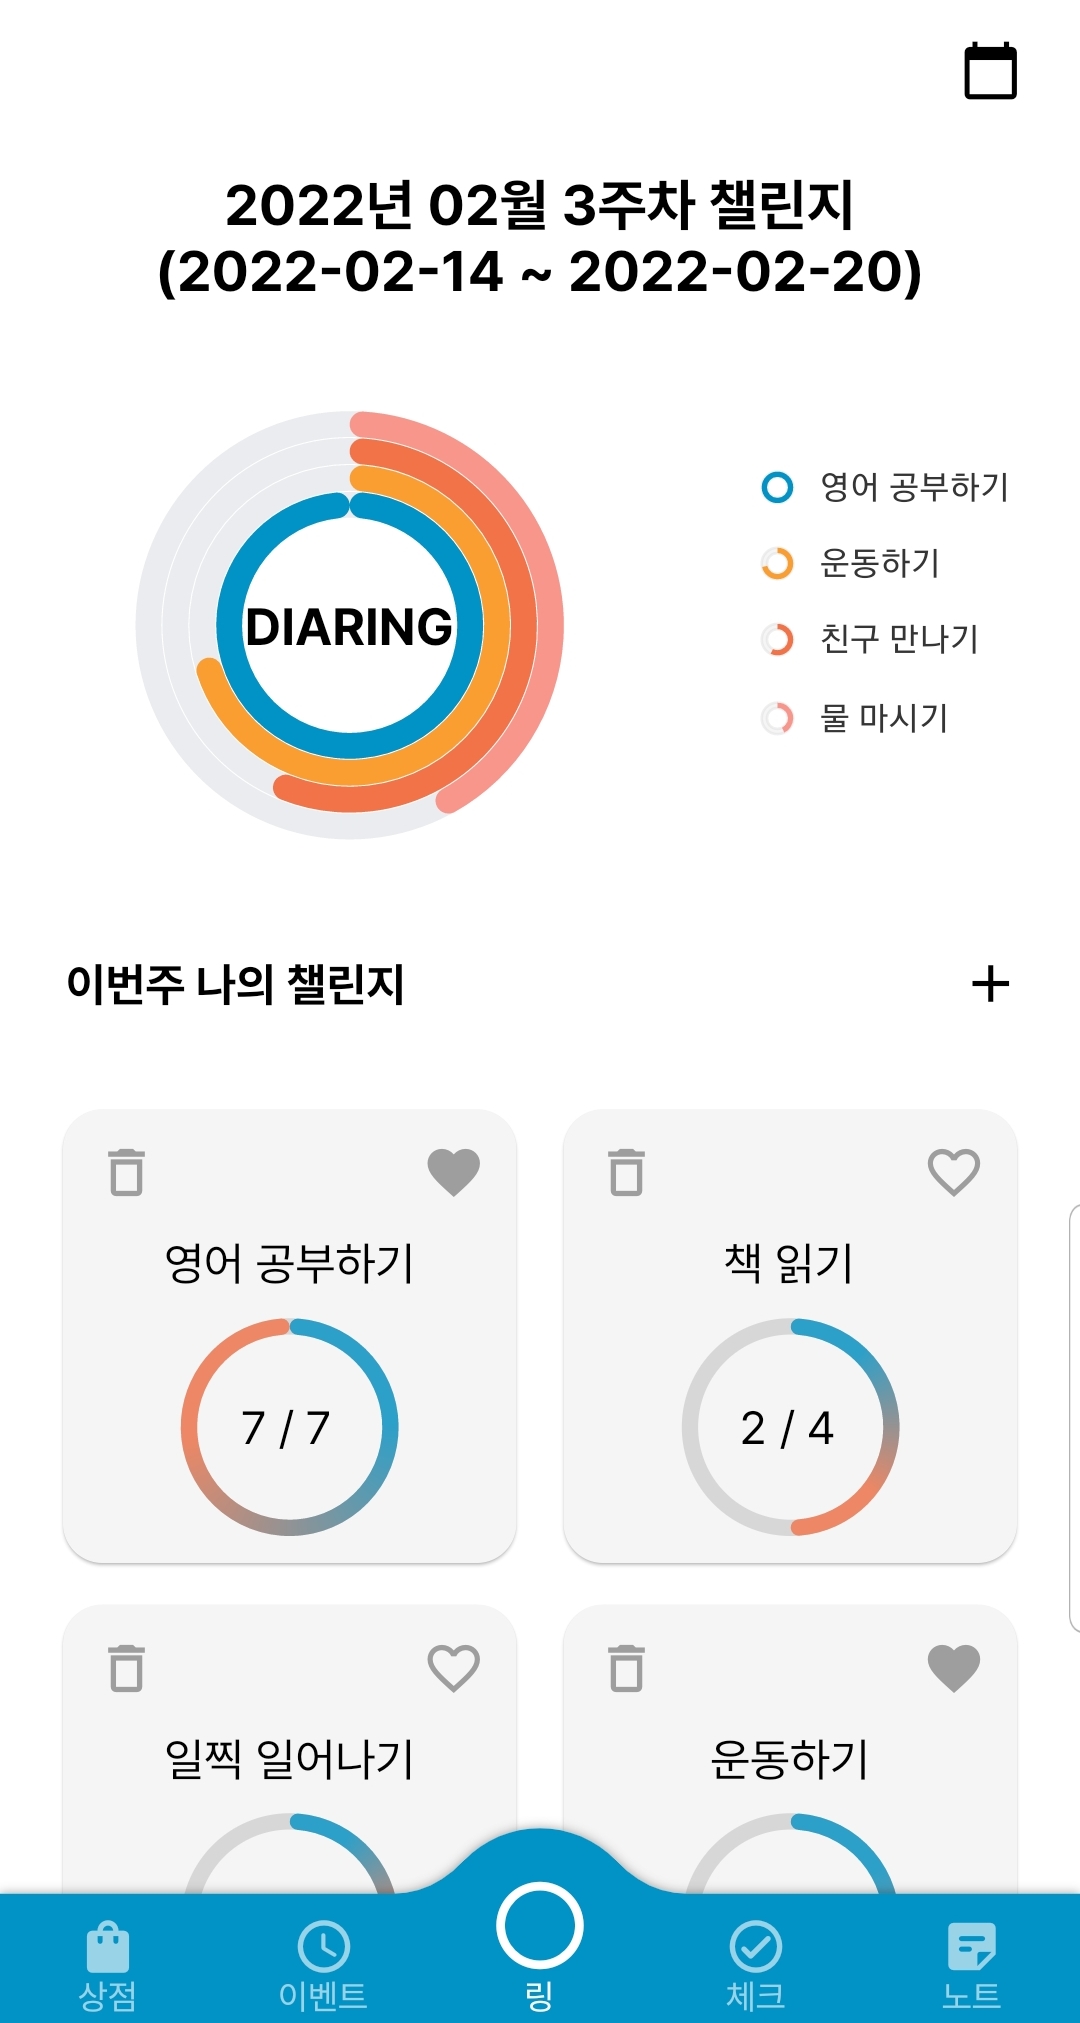 2022년 02월 3주차 챌린지
(2022-02-14 ~ 2022-02-20)
DIARING
영어 공부하기
운동하기
친구 만나기
물 마시기
이번주 나의 챌린지
영어 공부하기
7 / 7
책 읽기
2 / 4
일찍 일어나기
운동하기
상점
이벤트
링
체크
노트